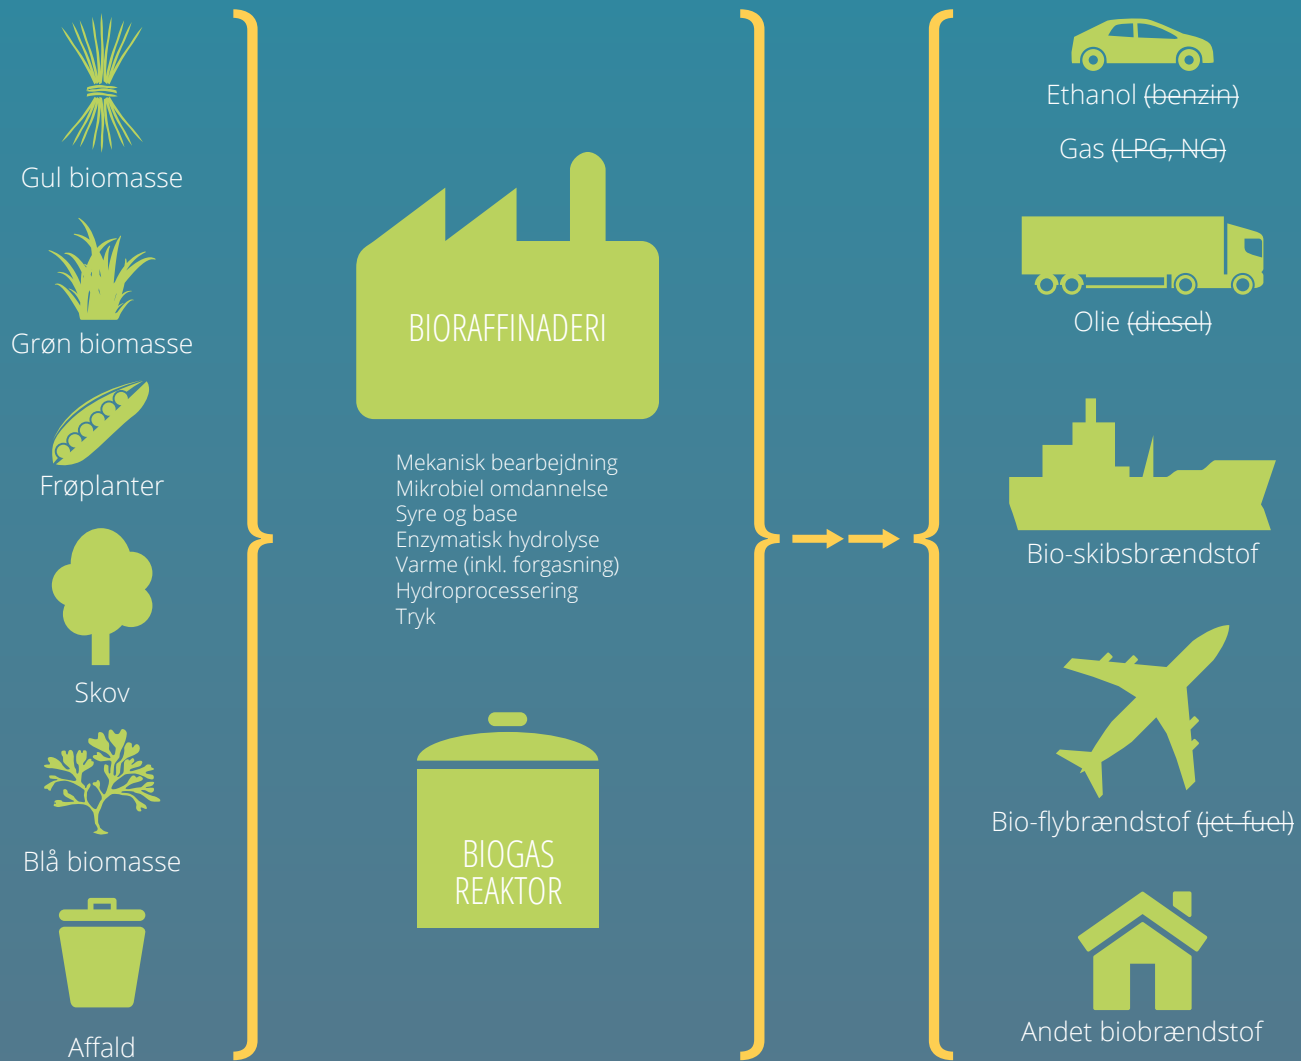 Gul biomasse
Grøn biomasse
Frøplanter
Skov
Blå biomasse
Affald
BIORAFFINADERI
Mekanisk bearbejdning
Mikrobiel omdannelse
Syre og base
Enzymatisk hydrolyse
Varme (inkl. forgasning)
Hydroprocessering
Tryk
BIOGAS
REAKTOR
Ethanol (benzin)
Gas (LPG, NG)
Olie (diesel)
Bio-skibsbrændstof
Bio-flybrændstof (jet fuel)
Andet biobrændstof